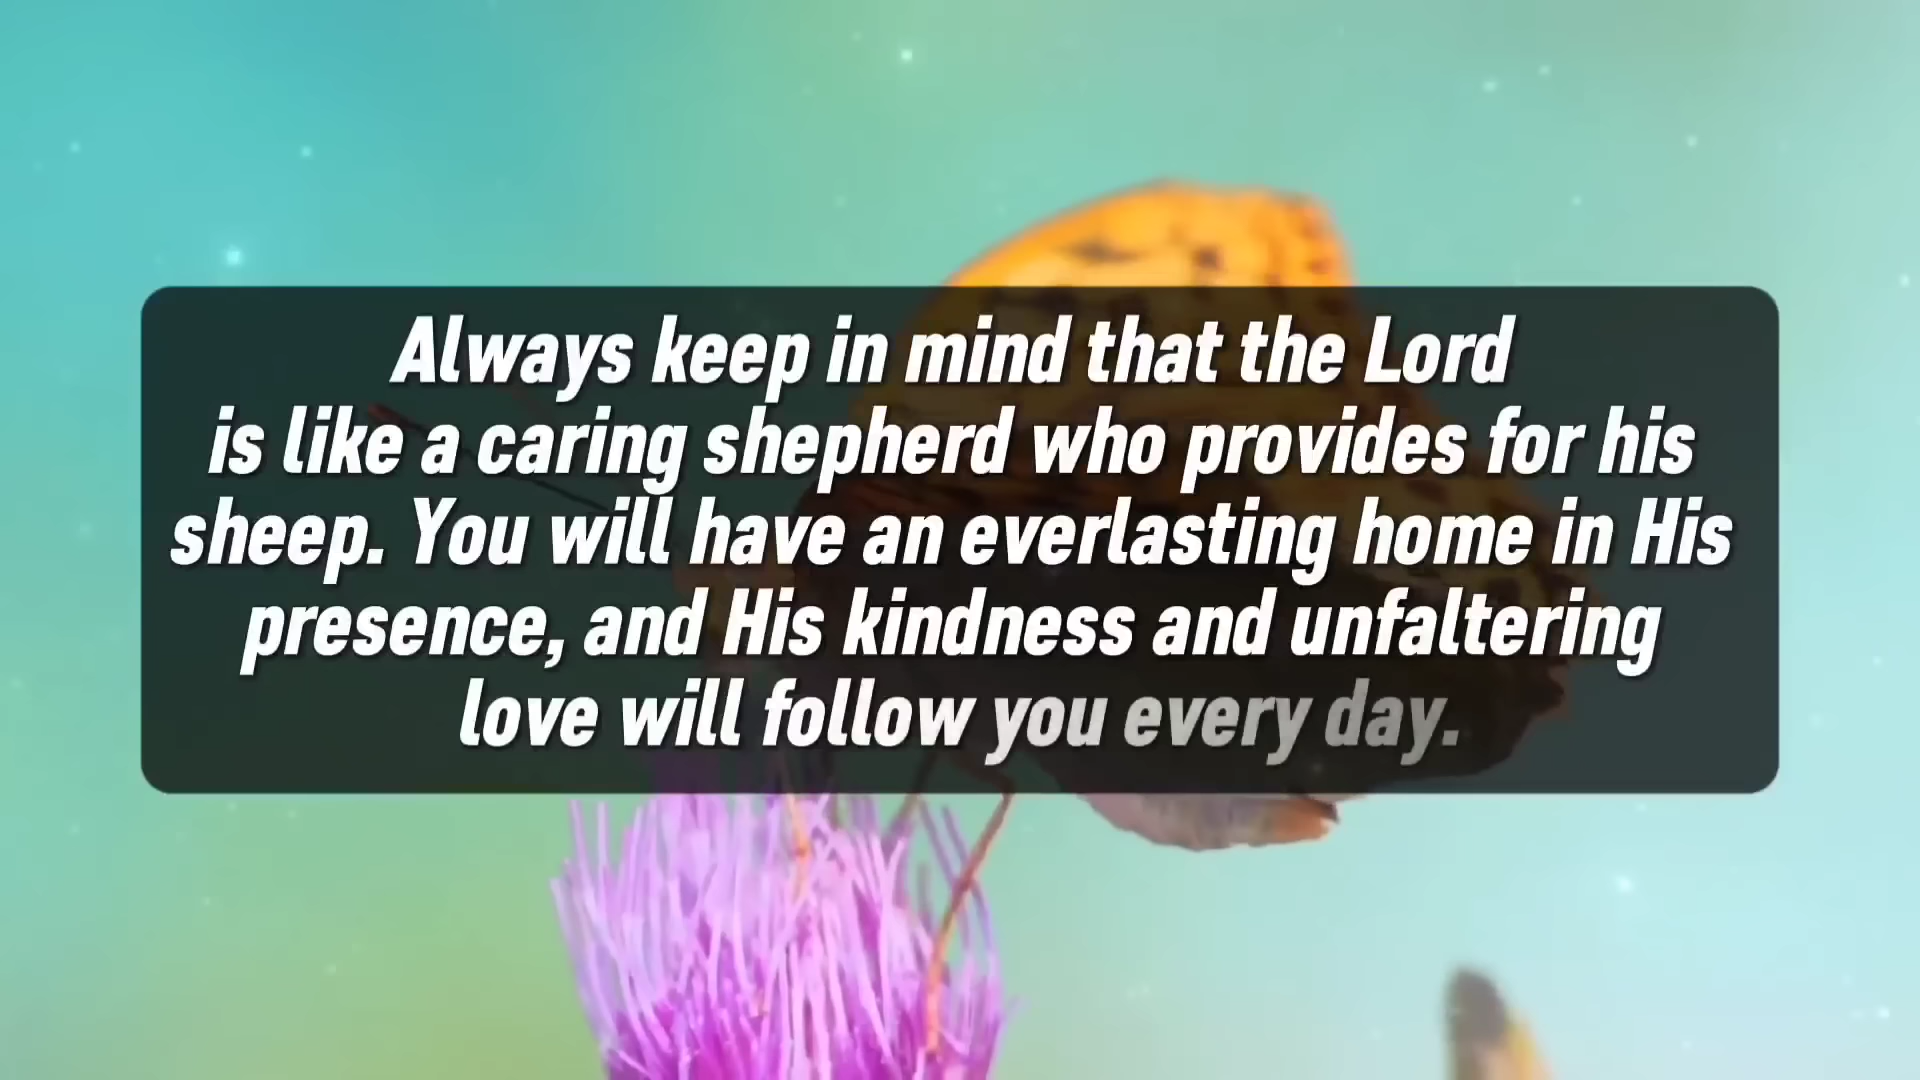 Always keep in mind that the Lord
is like a caring shepherd who provides for his
sheep. You will have an everlasting home in His
presence, and His kindness and unfaltering
love will follow you every day.